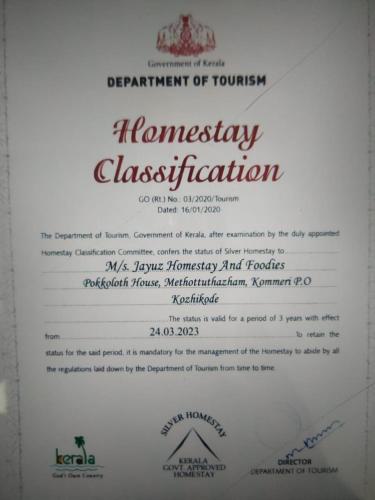 Government of Kerala
DEPARTMENT OF TOURISM
Homestay
Classification
GO (Rt.) No.: 03/2020/Tourism
Dated: 16/01/2020
The Department of Tourism, Government of Kerala, after examination by the duly appointed
Homestay Classification Committee, confers the status of Silver Homestay to
M/s. Jayuz Homestay And Foodies
Pokkoloth House, Methottuthazham, Kommeri P.O
Kozhikode
The status is valid for a period of 3 years with effect
from 24.03.2023 To retain the
status for the said period, it is mandatory for the management of the Homestay to abide by all
the regulations laid down by the Department of Tourism from time to time.
kerala
God's Own Country
SILVER HOMESTAY
KERALA
GOVT. APPROVED
HOMESTAY
DIRECTOR
DEPARTMENT OF TOURISM